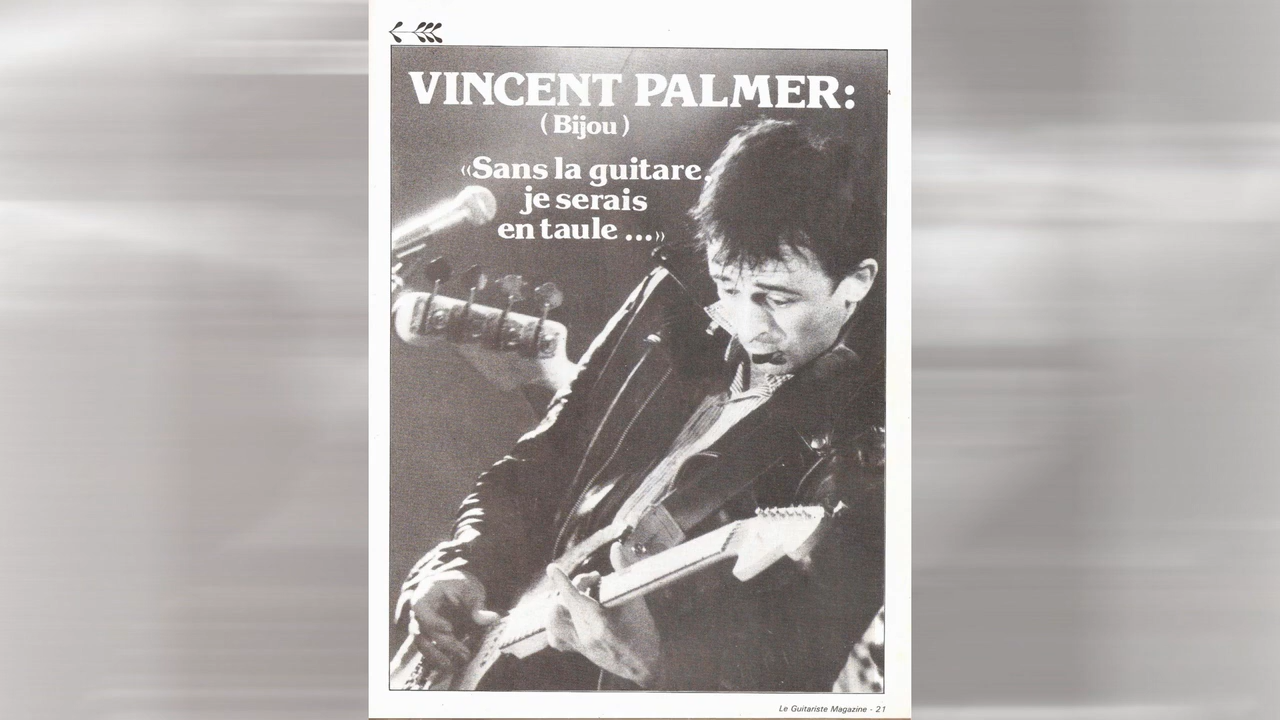 VINCENT PALMER:
(Bijou)
«Sans la guitare,
je serais
en taule ...»
Le Guitariste Magazine - 21